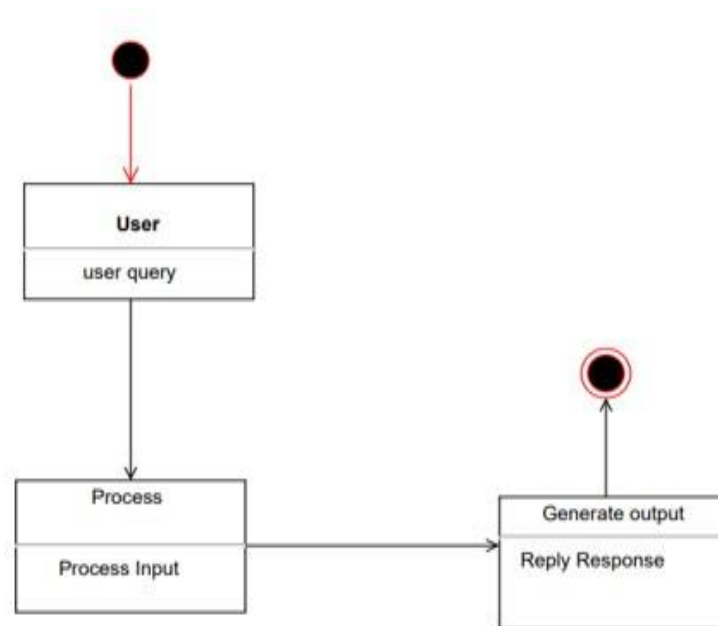 User
user query
Process
Process Input
Generate output
Reply Response